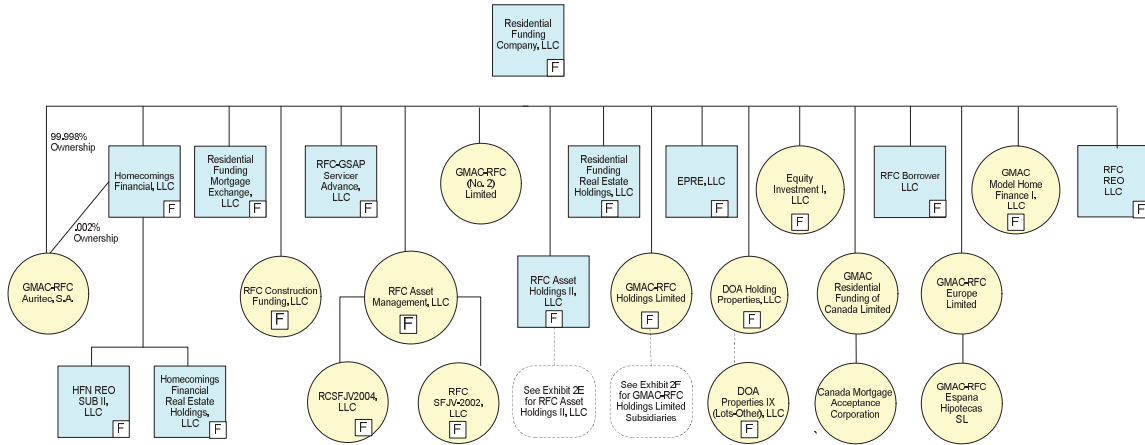 Residential
Funding
Company, LLC
F
99.998%
Ownership
Homecomings
Financial, LLC
F
Residential
Funding
Mortgage
Exchange,
LLC
F
RFC-GSAP
Servicer
Advance,
LLC
F
GMAC-RFC
(No. 2)
Limited
Residential
Funding
Real Estate
Holdings, LLC
F
EPRE, LLC
F
Equity
Investment I,
LLC
F
RFC Borrower
LLC
F
GMAC
Model Home
Finance I,
LLC
F
RFC
REO
LLC
F
.002%
Ownership
GMAC-RFC
Auritec, S.A.
RFC Construction
Funding, LLC
F
RFC Asset
Management, LLC
F
RFC Asset
Holdings II,
LLC
F
GMAC-RFC
Holdings Limited
F
DOA Holding
Properties, LLC
F
GMAC
Residential
Funding of
Canada Limited
GMAC-RFC
Europe
Limited
HFN REO
SUB II,
LLC
F
Homecomings
Financial
Real Estate
Holdings,
LLC
F
RCSFJV2004,
LLC
F
RFC
SFJV-2002,
LLC
F
See Exhibit 2E
for RFC Asset
Holdings II, LLC
See Exhibit 2F
for GMAC-RFC
Holdings Limited
Subsidiaries
DOA
Properties IX
(Lots-Other), LLC
F
Canada Mortgage
Acceptance
Corporation
GMAC-RFC
Espana
Hipotecas
SL